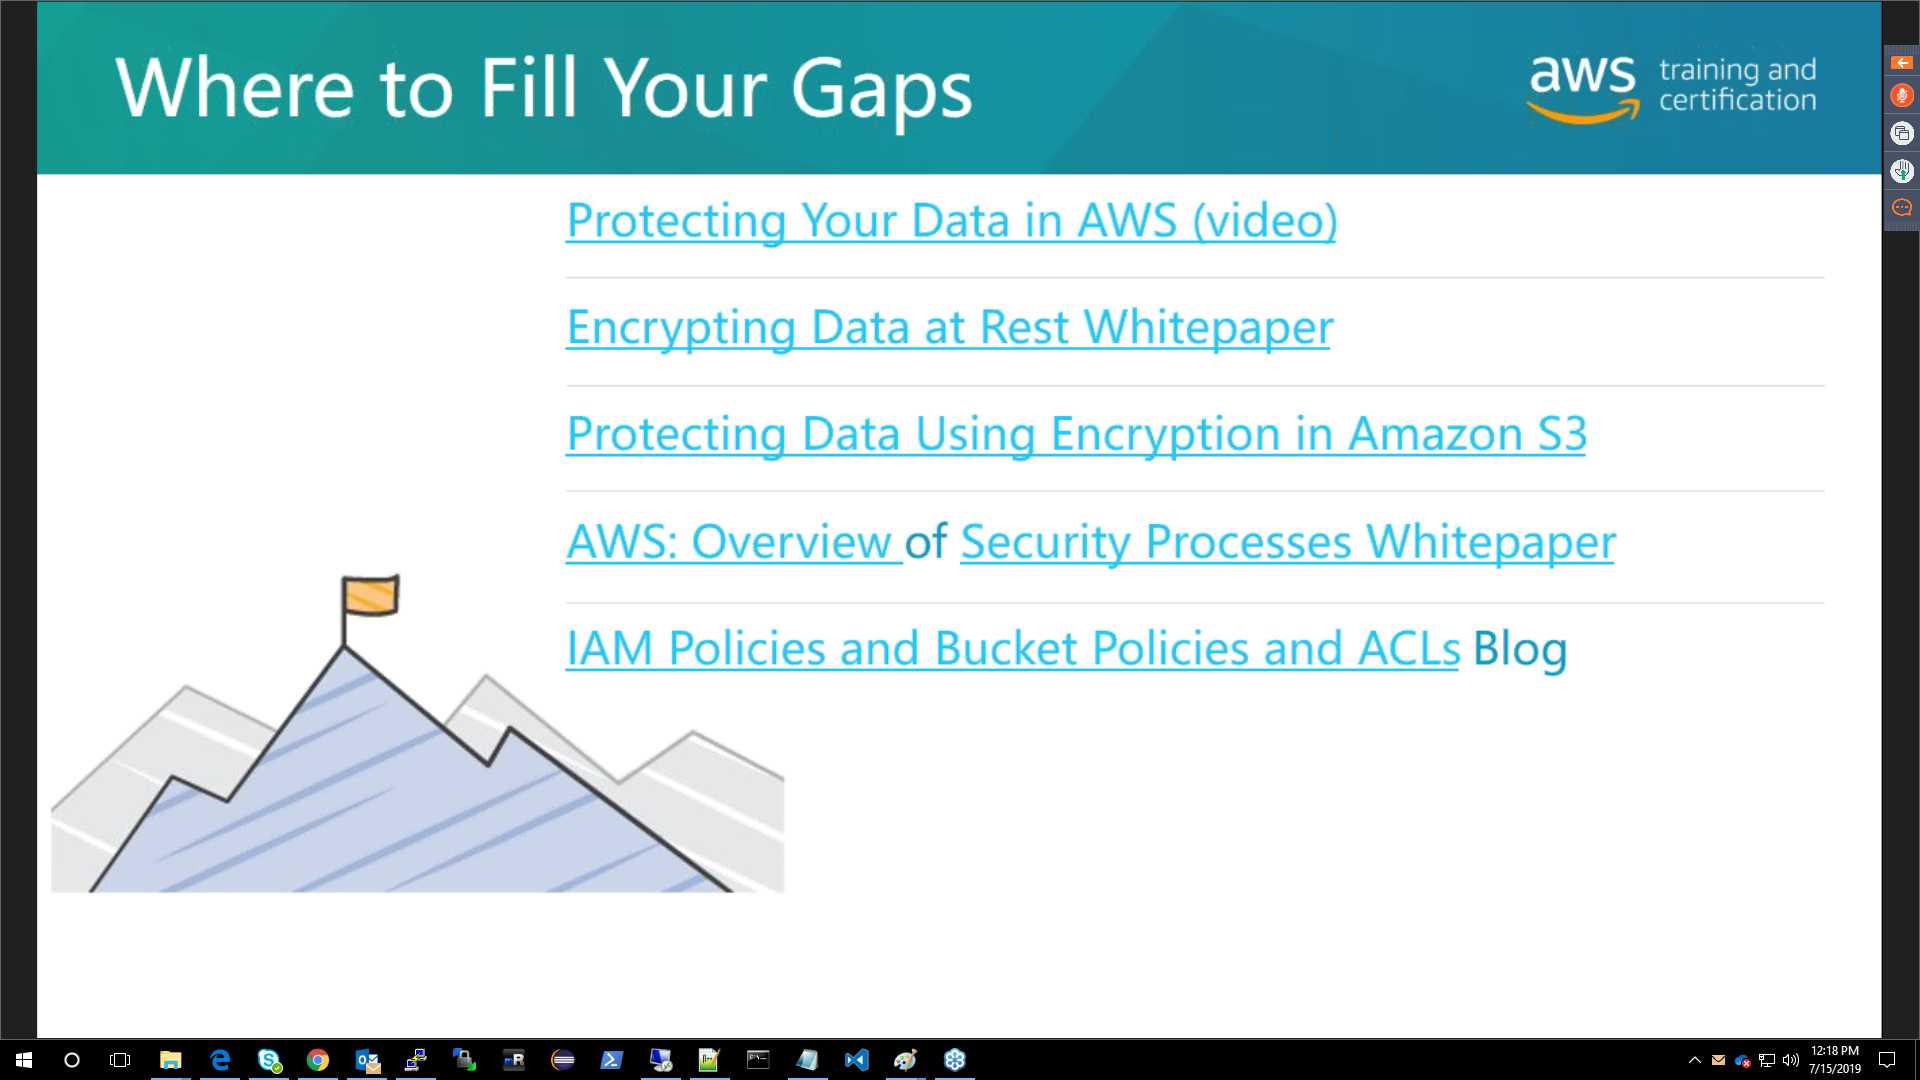 Where to Fill Your Gaps
aws training and
certification
Protecting Your Data in AWS (video)
Encrypting Data at Rest Whitepaper
Protecting Data Using Encryption in Amazon S3
AWS: Overview of Security Processes Whitepaper
IAM Policies and Bucket Policies and ACLs Blog
12:18 PM
7/15/2019